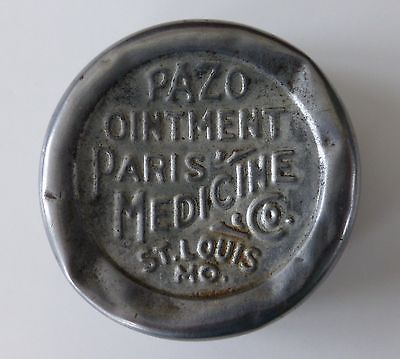 PAZO
OINTMENT
PARIS
MEDICINE
& CO.
ST. LOUIS
MO.